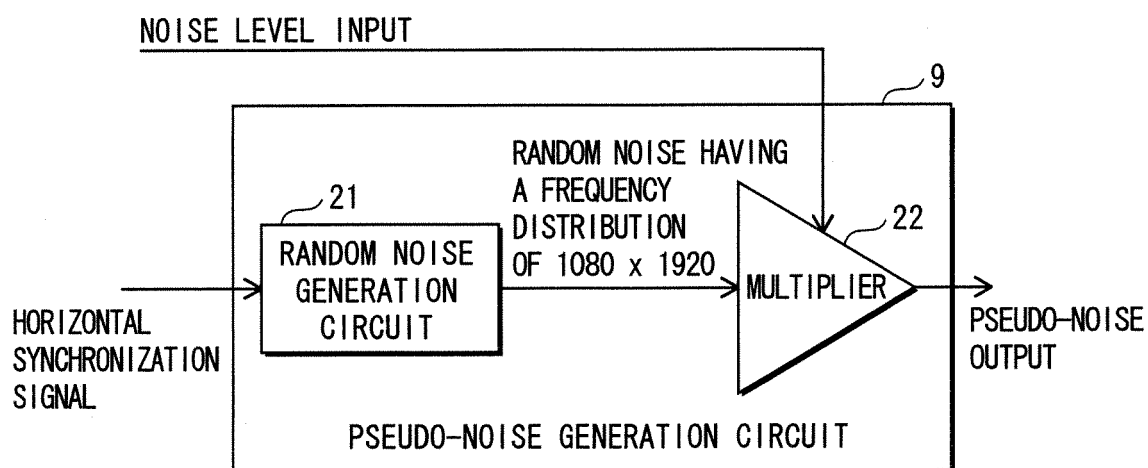 NOISE LEVEL INPUT
9
RANDOM NOISE HAVING
A FREQUENCY
DISTRIBUTION
OF 1080 x 1920
21
22
RANDOM NOISE
GENERATION
CIRCUIT
MULTIPLIER
HORIZONTAL
SYNCHRONIZATION
SIGNAL
PSEUDO-NOISE
OUTPUT
PSEUDO-NOISE GENERATION CIRCUIT